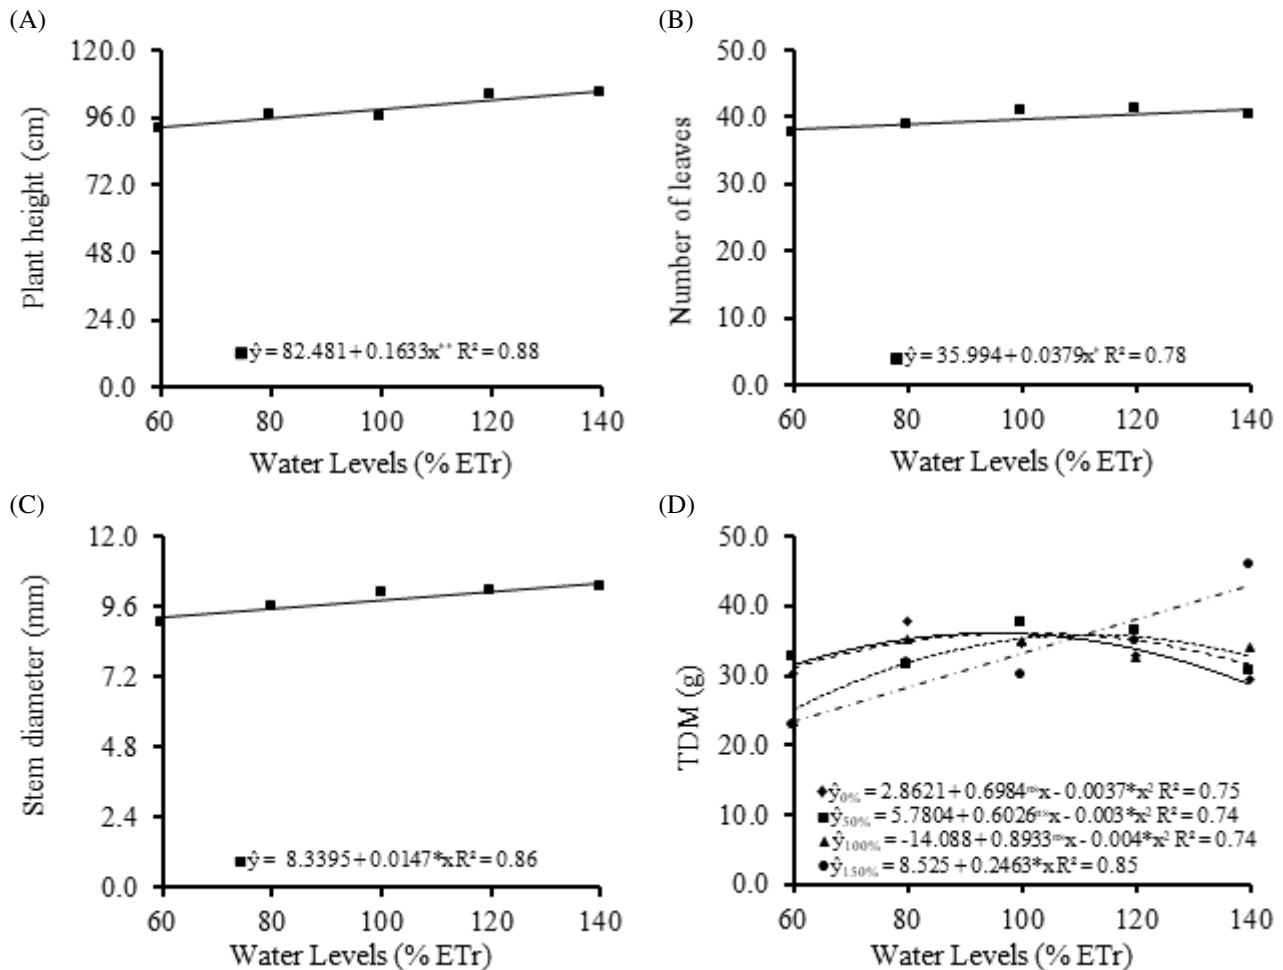 (A)
120.0
96.0
72.0
48.0
24.0
0.0
Plant height (cm)
ŷ = 82.481 + 0.1633x** R² = 0.88
60 80 100 120 140
Water Levels (% ETr)
(B)
50.0
40.0
30.0
20.0
10.0
0.0
Number of leaves
ŷ = 35.994 + 0.0379x* R² = 0.78
60 80 100 120 140
Water Levels (% ETr)
(C)
12.0
9.6
7.2
4.8
2.4
0.0
Stem diameter (mm)
ŷ = 8.3395 + 0.0147*x R² = 0.86
60 80 100 120 140
Water Levels (% ETr)
(D)
50.0
40.0
30.0
20.0
10.0
0.0
TDM (g)
ŷ0% = 2.8621 + 0.6984ⁿˢx - 0.0037*x² R² = 0.75
ŷ50% = 5.7804 + 0.6026ⁿˢx - 0.003*x² R² = 0.74
ŷ100% = -14.088 + 0.8933ⁿˢx - 0.004*x² R² = 0.74
ŷ150% = 8.525 + 0.2463*x R² = 0.85
60 80 100 120 140
Water Levels (% ETr)